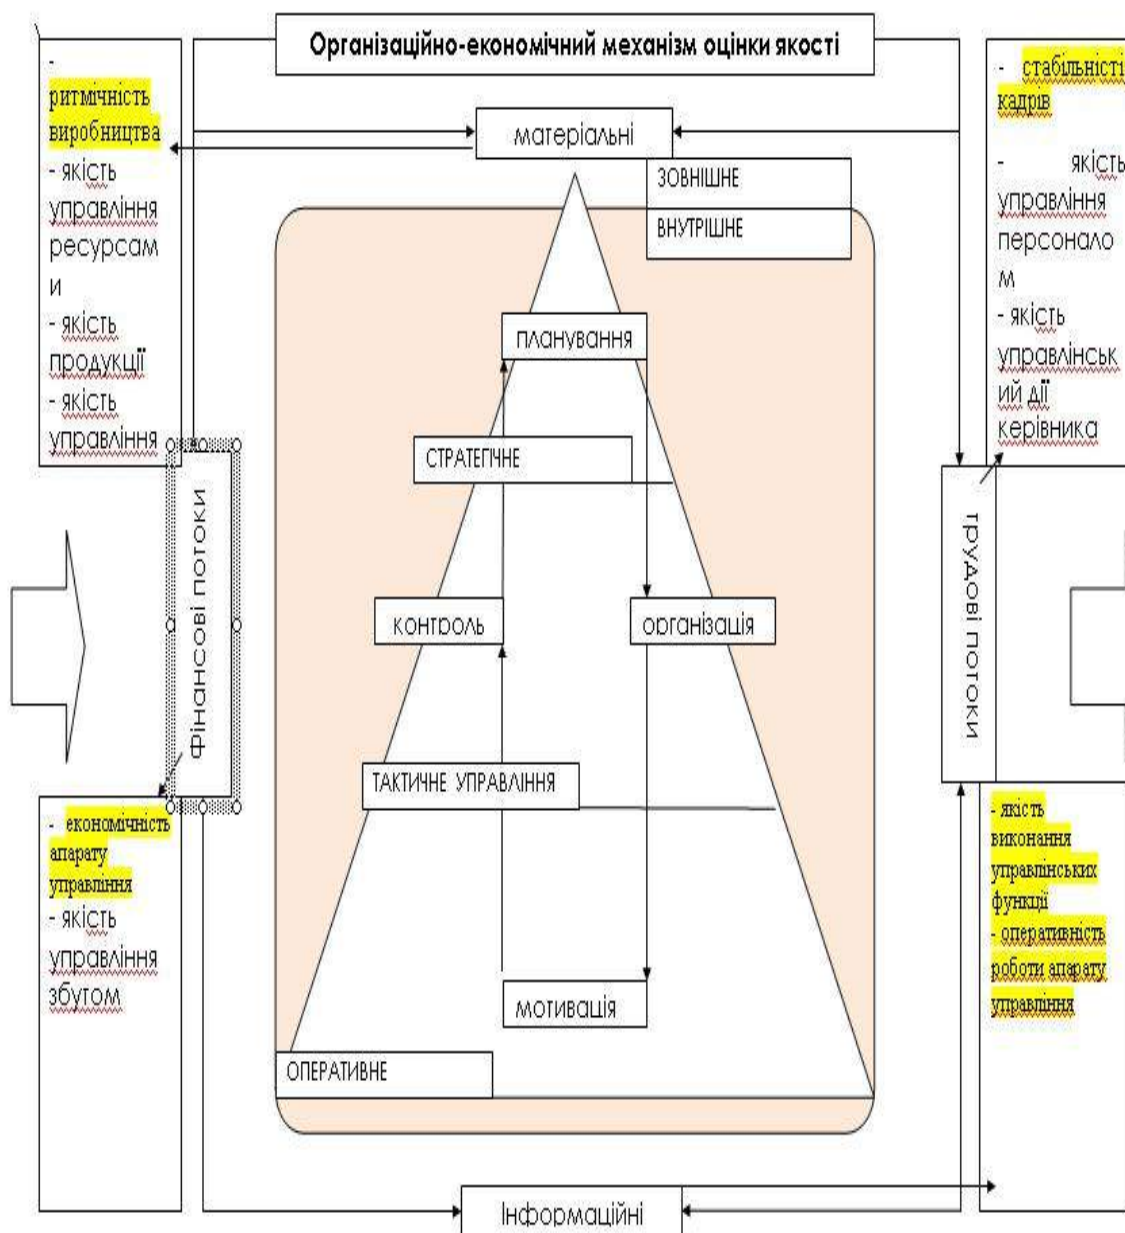 Організаційно-економічний механізм оцінки якості
-
ритмічність
виробництва
- якість
управління
ресурсам
и
- якість
продукції
- якість
управління
матеріальні
ЗОВНІШНЕ
ВНУТРІШНЕ
- стабільністі
кадрів
- якість
управління
персонало
м
- якість
управлінськ
ий дії
керівника
планування
СТРАТЕГІЧНЕ
Фінансові потоки
трудові потоки
контроль
організація
ТАКТИЧНЕ УПРАВЛІННЯ
- економічність
апарату
управління
- якість
управління
збутом
- якість
виконання
управлінських
функції
- оперативність
роботи апарату
управління
мотивація
ОПЕРАТИВНЕ
Інформаційні